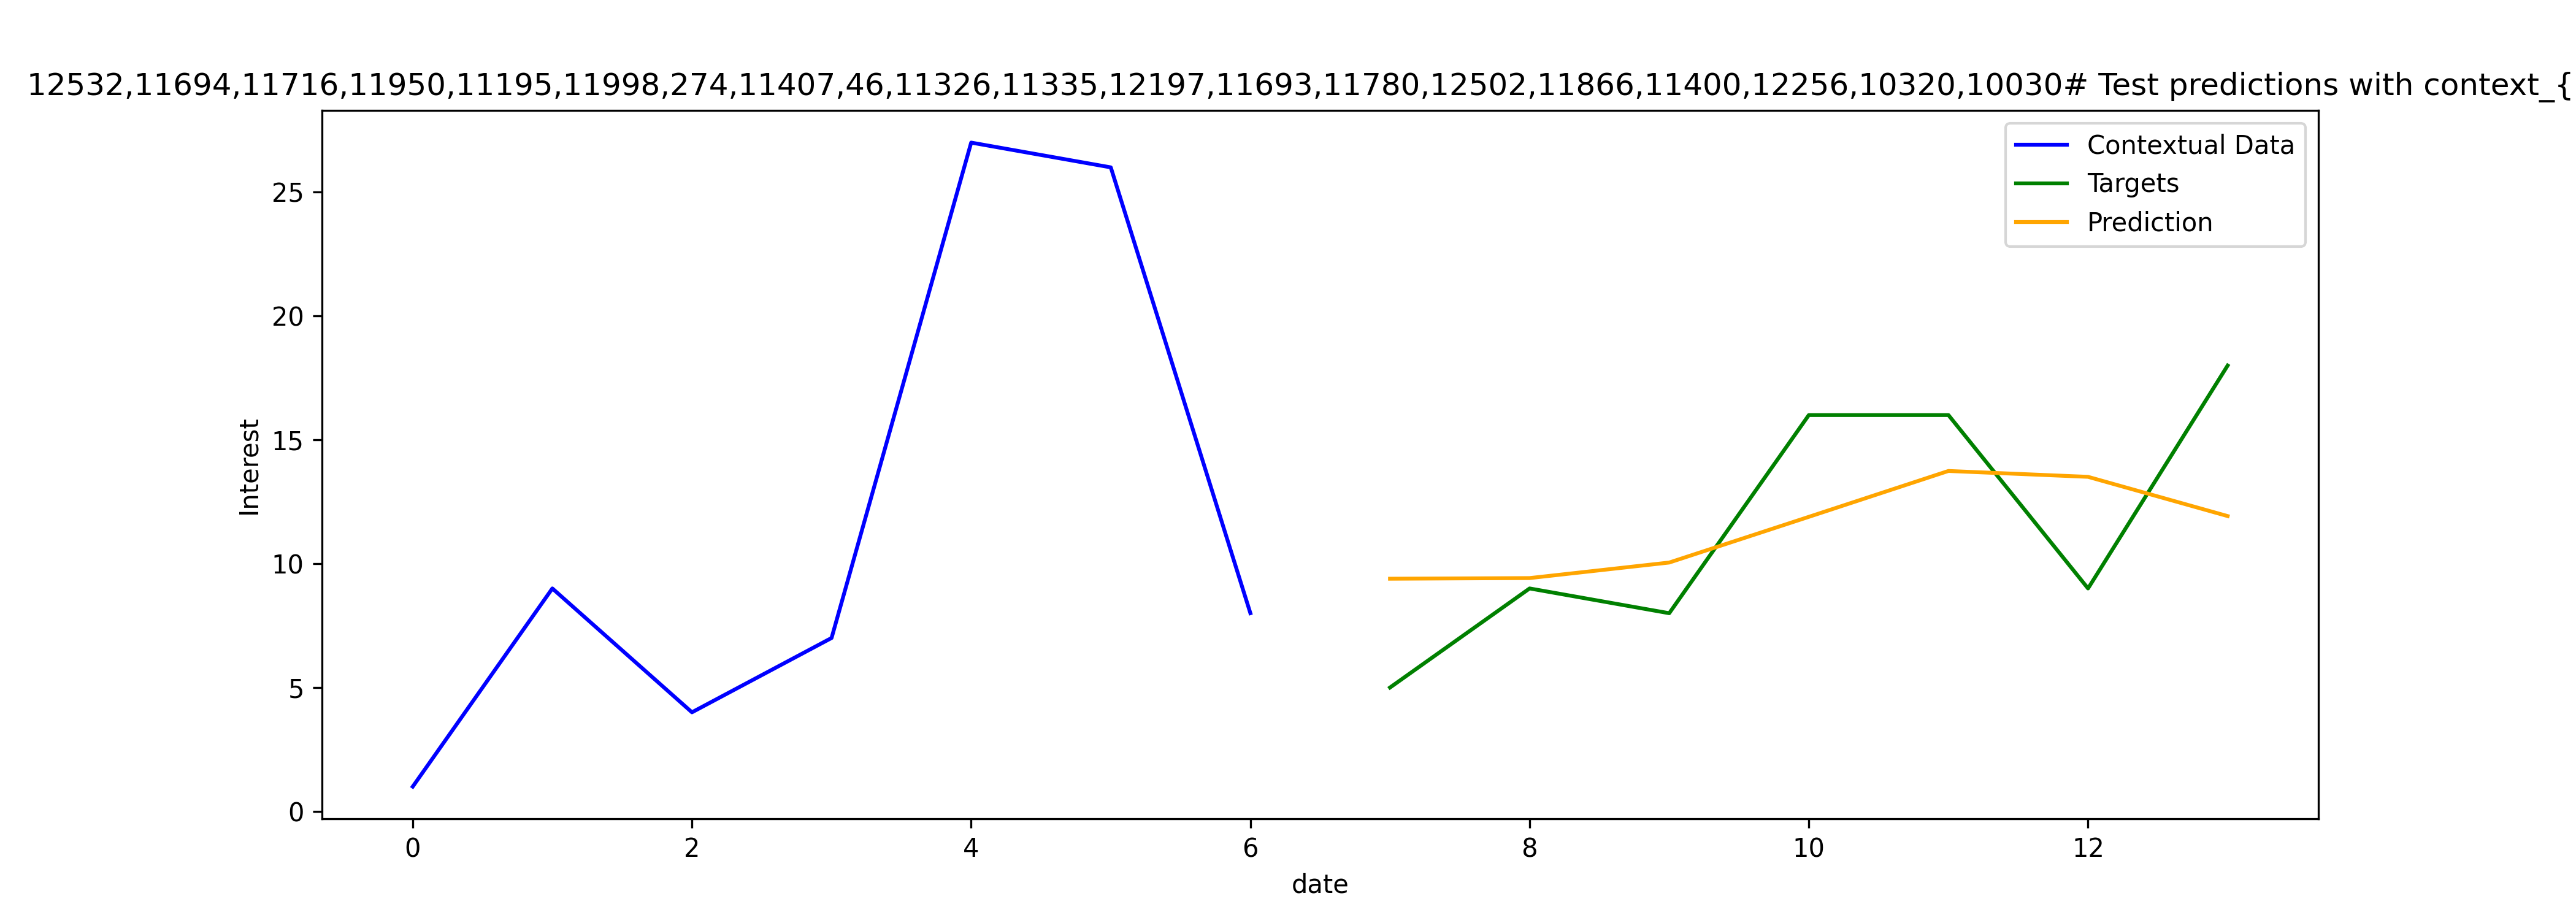 12532,11694,11716,11950,11195,11998,274,11407,46,11326,11335,12197,11693,11780,12502,11866,11400,12256,10320,10030# Test predictions with context_{
Contextual Data
Targets
Prediction
Interest
25
20
15
10
5
0
0 2 4 6 8 10 12
date